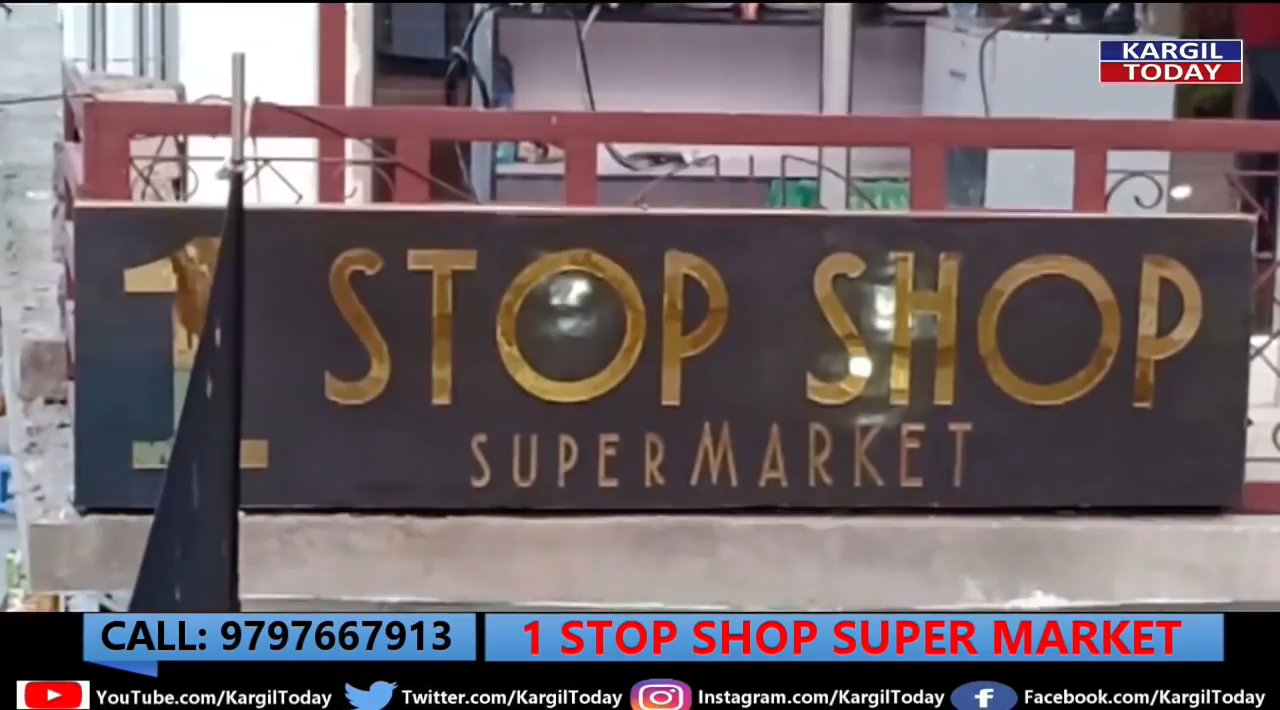 KARGIL
TODAY
1 STOP SHOP
SUPERMARKET
CALL: 9797667913
1 STOP SHOP SUPER MARKET
YouTube.com/KargilToday
Twitter.com/KargilToday
Instagram.com/KargilToday
Facebook.com/KargilToday